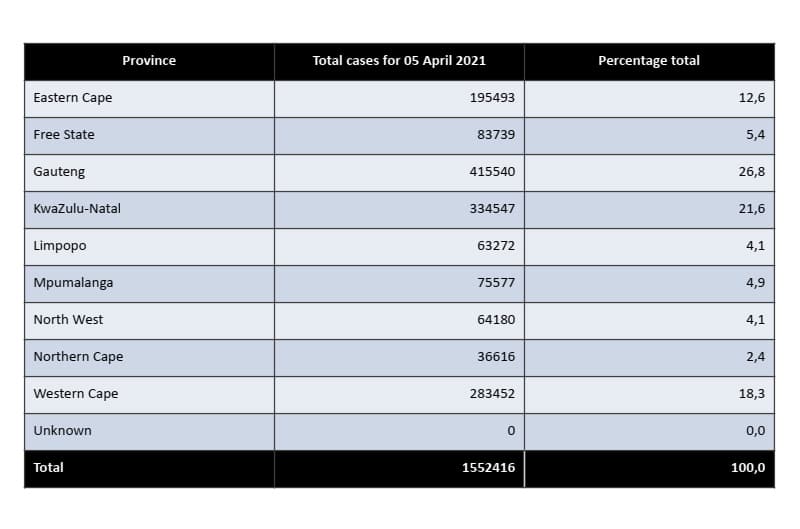 Province Total cases for 05 April 2021 Percentage total
Eastern Cape 195493 12,6
Free State 83739 5,4
Gauteng 415540 26,8
KwaZulu-Natal 334547 21,6
Limpopo 63272 4,1
Mpumalanga 75577 4,9
North West 64180 4,1
Northern Cape 36616 2,4
Western Cape 283452 18,3
Unknown 0 0,0
Total 1552416 100,0